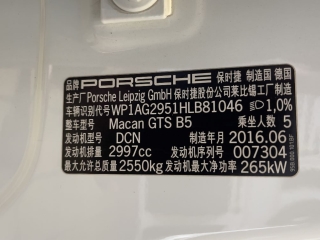 品牌 PORSCHE 保时捷 制造国 德国
生产厂 Porsche Leipzig GmbH 保时捷股份公司莱比锡工厂制造
车辆识别代号 WP1AG2951HLB81046 1,0%
整车型号 Macan GTS B5 乘坐人数 5
发动机型号 DCN 制造年月 2016.06
发动机排量 2997cc 发动机序号 007304
最大允许总质量 2550kg 发动机最大净功率 265kW